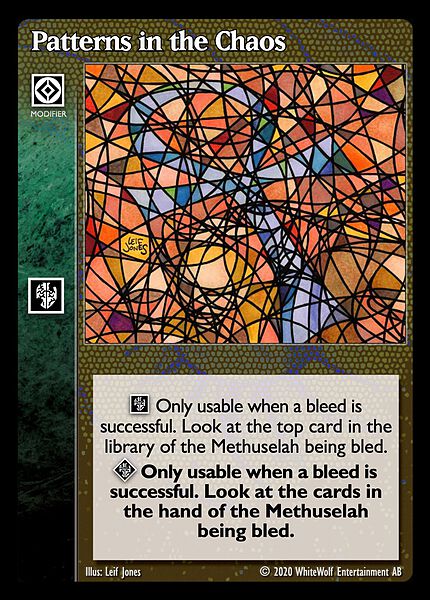 Patterns in the Chaos
MODIFIER
LEIF
JONES
Only usable when a bleed is
successful. Look at the top card in the
library of the Methuselah being bled.
Only usable when a bleed is
successful. Look at the cards in
the hand of the Methuselah
being bled.
Illus: Leif Jones
© 2020 WhiteWolf Entertainment AB